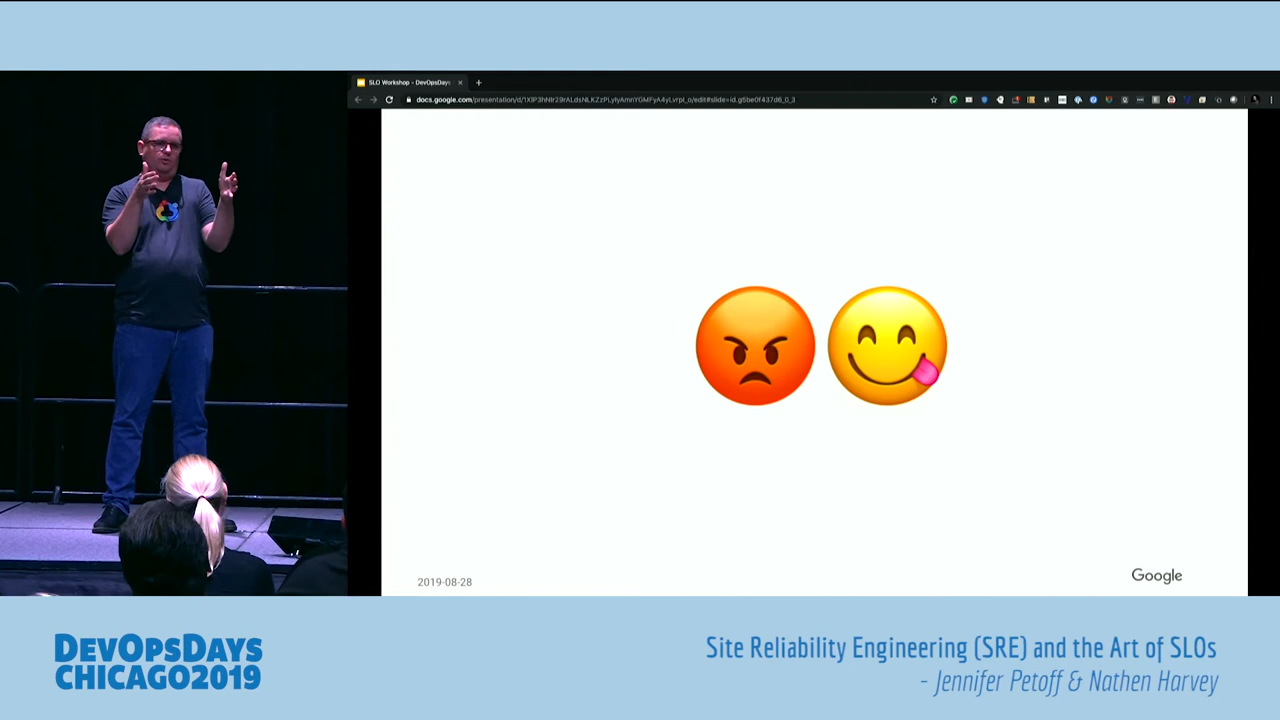 SLO Workshop - DevOpsDays
2019-08-28
Google
DEVOPSDAYS
CHICAGO2019
Site Reliability Engineering (SRE) and the Art of SLOs
- Jennifer Petoff & Nathen Harvey